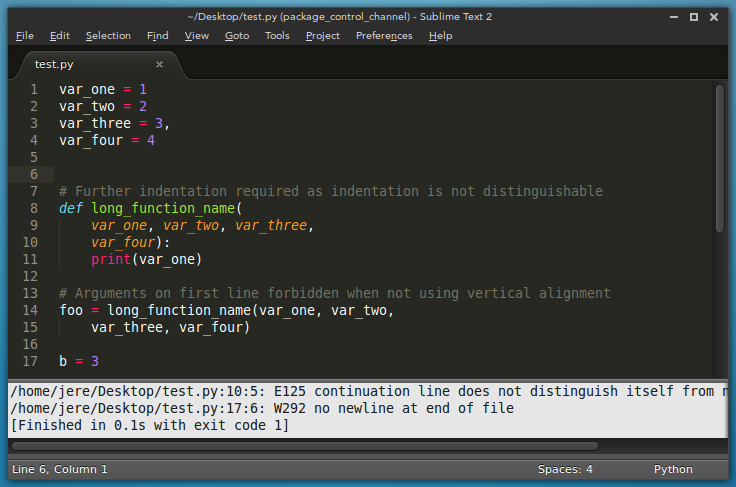 ~/Desktop/test.py (package_control_channel) - Sublime Text 2
File Edit Selection Find View Goto Tools Project Preferences Help
test.py ×
1 var_one = 1
2 var_two = 2
3 var_three = 3,
4 var_four = 4
5
6
7 # Further indentation required as indentation is not distinguishable
8 def long_function_name(
9     var_one, var_two, var_three,
10     var_four):
11     print(var_one)
12
13 # Arguments on first line forbidden when not using vertical alignment
14 foo = long_function_name(var_one, var_two,
15     var_three, var_four)
16
17 b = 3
/home/jere/Desktop/test.py:10:5: E125 continuation line does not distinguish itself from
/home/jere/Desktop/test.py:17:6: W292 no newline at end of file
[Finished in 0.1s with exit code 1]
Line 6, Column 1 Spaces: 4 Python